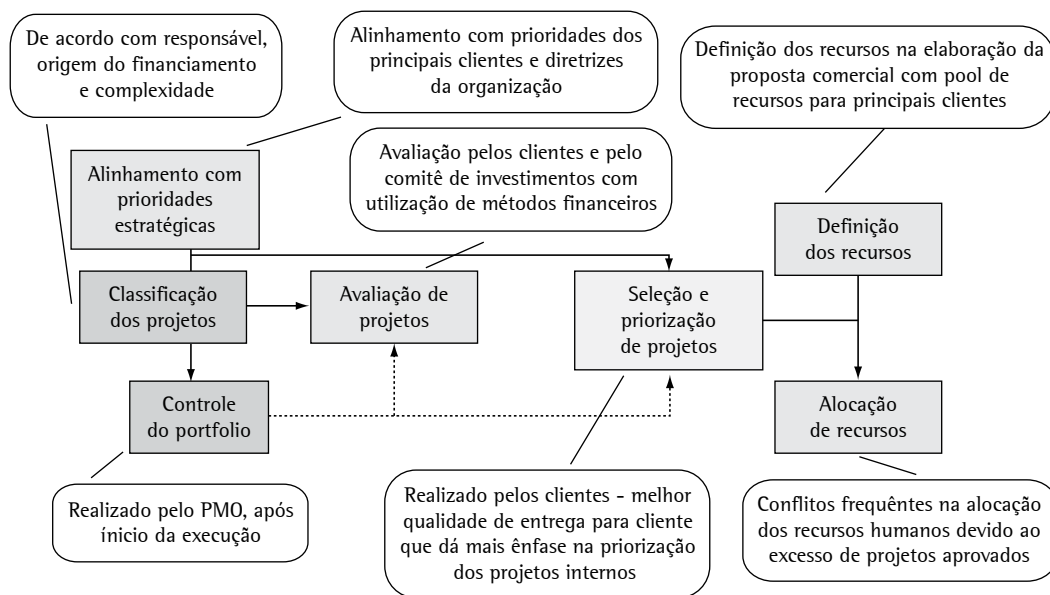 De acordo com responsável,
origem do financiamento
e complexidade
Alinhamento com prioridades dos
principais clientes e diretrizes
da organização
Definição dos recursos na elaboração da
proposta comercial com pool de
recursos para principais clientes
Alinhamento com
prioridades
estratégicas
Avaliação pelos clientes e pelo
comitê de investimentos com
utilização de métodos financeiros
Definição
dos recursos
Classificação
dos projetos
Avaliação de
projetos
Seleção e
priorização
de projetos
Controle
do portfolio
Alocação
de recursos
Realizado pelo PMO, após
ínicio da execução
Realizado pelos clientes - melhor
qualidade de entrega para cliente
que dá mais ênfase na priorização
dos projetos internos
Conflitos frequêntes na alocação
dos recursos humanos devido ao
excesso de projetos aprovados